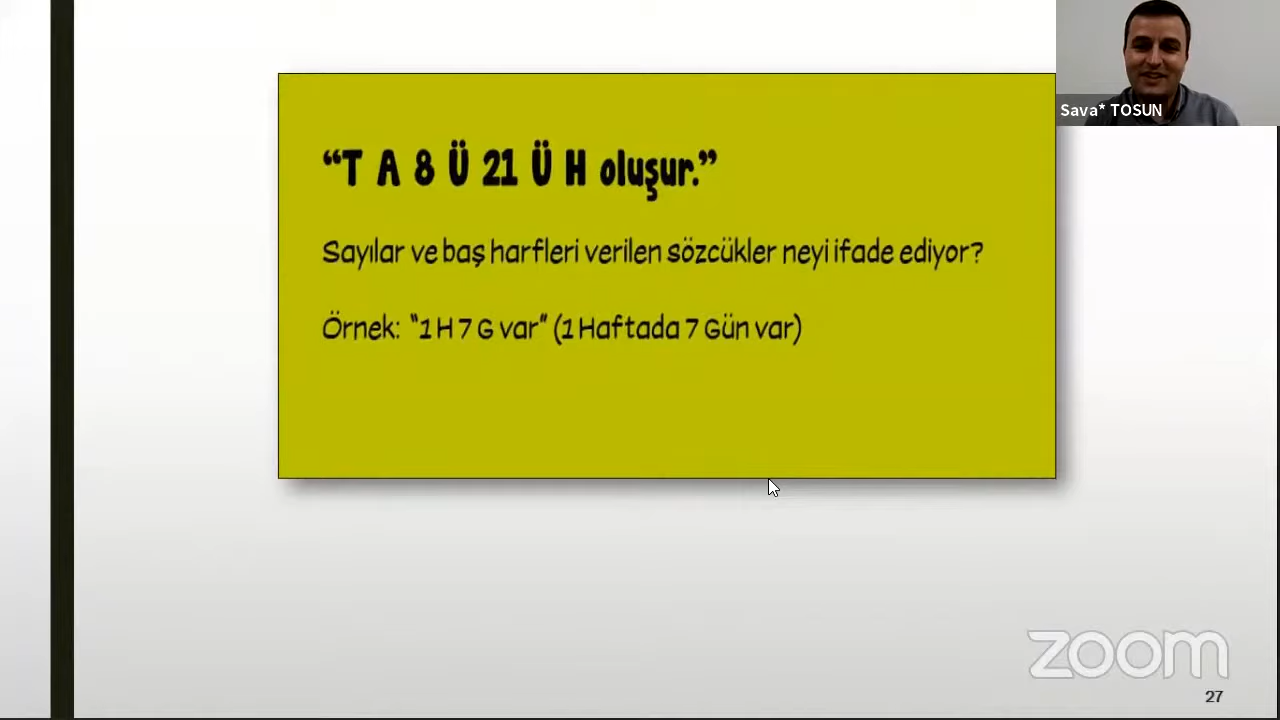 Sava* TOSUN
“T A 8 Ü 21 Ü H oluşur.”
Sayılar ve baş harfleri verilen sözcükler neyi ifade ediyor?
Örnek: “1 H 7 G var” (1 Haftada 7 Gün var)
zoom
27